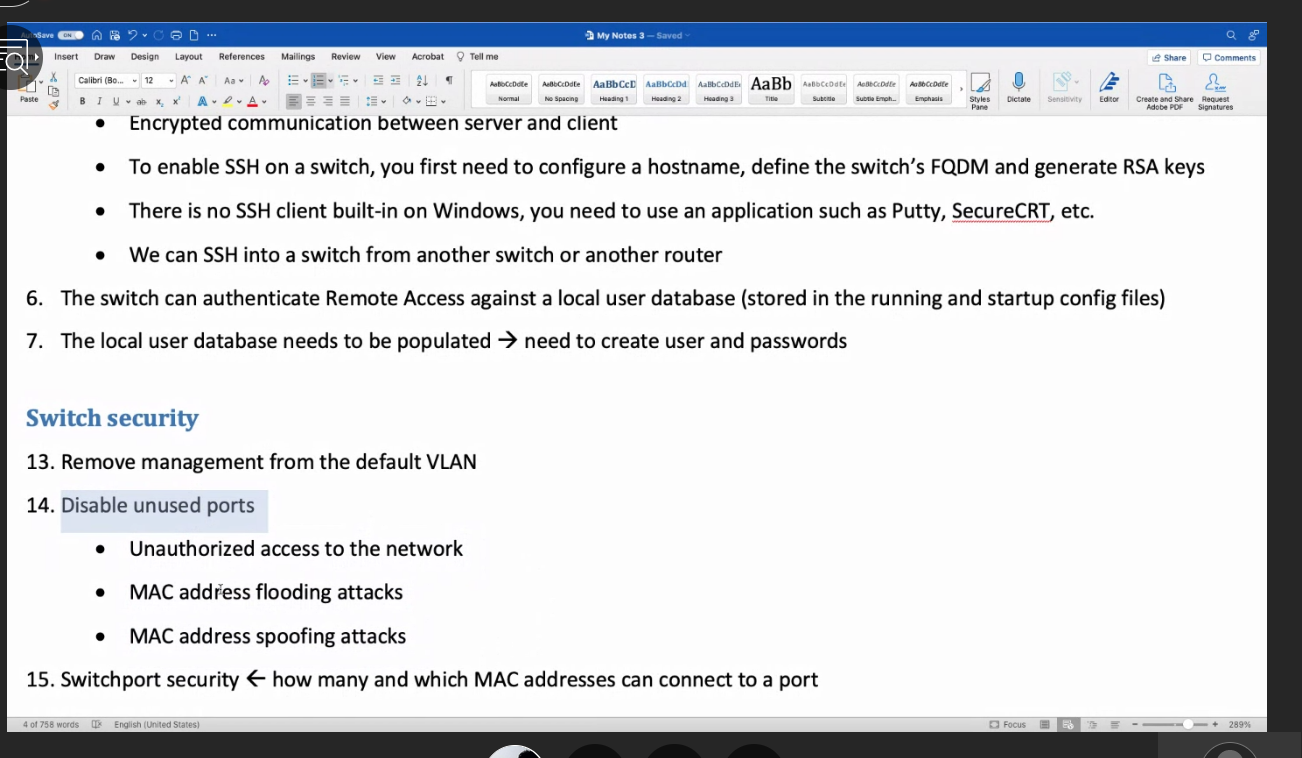 AutoSave ON
My Notes 3 — Saved
Insert Draw Design Layout References Mailings Review View Acrobat Tell me
Share Comments
Paste
Calibri (Bo... 12
AaBbCcDdEe Normal
AaBbCcDdEe No Spacing
AaBbCcD Heading 1
AaBbCcDd Heading 2
AaBbCcDdEe Heading 3
AaBb Title
AaBbCcDdEe Subtitle
AaBbCcDdEe Subtle Emph...
AaBbCcDdEe Emphasis
Styles Pane
Dictate
Sensitivity
Editor
Create and Share Adobe PDF
Request Signatures
• Encrypted communication between server and client
• To enable SSH on a switch, you first need to configure a hostname, define the switch’s FQDM and generate RSA keys
• There is no SSH client built-in on Windows, you need to use an application such as Putty, SecureCRT, etc.
• We can SSH into a switch from another switch or another router
6. The switch can authenticate Remote Access against a local user database (stored in the running and startup config files)
7. The local user database needs to be populated → need to create user and passwords
Switch security
13. Remove management from the default VLAN
14. Disable unused ports
• Unauthorized access to the network
• MAC address flooding attacks
• MAC address spoofing attacks
15. Switchport security ← how many and which MAC addresses can connect to a port
4 of 758 words English (United States)
Focus 289%